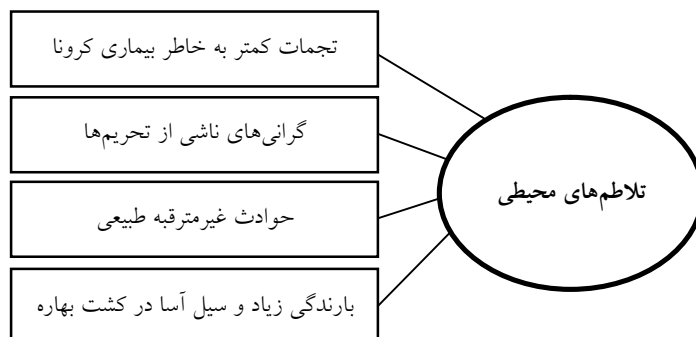 تجمات کمتر به خاطر بیماری کرونا
گرانی‌های ناشی از تحریم‌ها
تلاطم‌های محیطی
حوادث غیرمترقبه طبیعی
بارندگی زیاد و سیل آسا در کشت بهاره